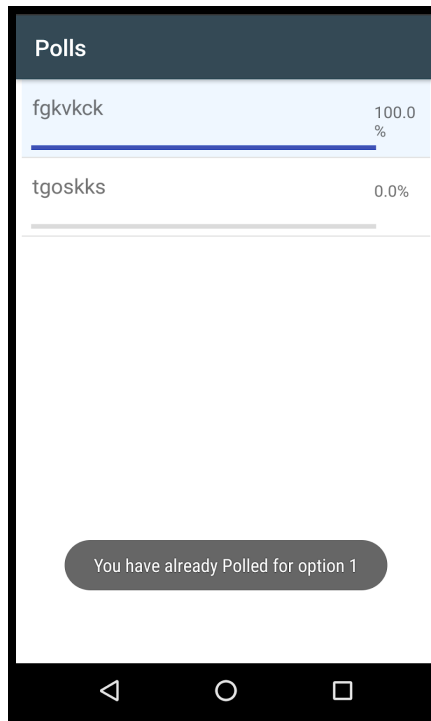 Polls
fgkvkck
100.0
%
tgoskks
0.0%
You have already Polled for option 1